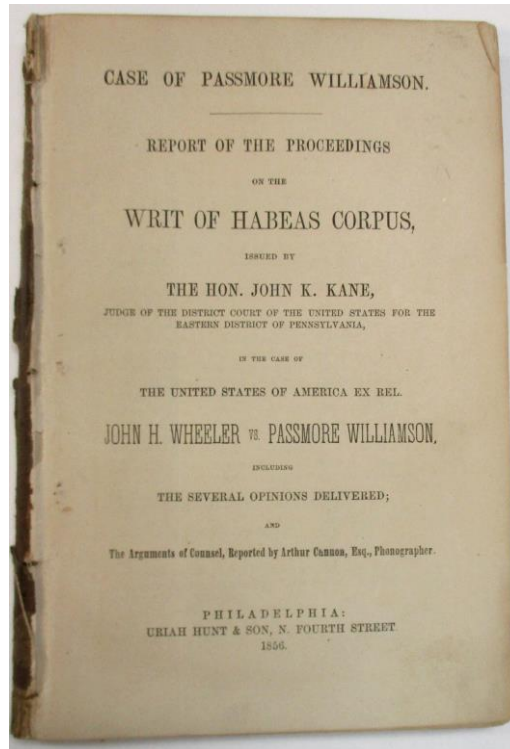 CASE OF PASSMORE WILLIAMSON.
REPORT OF THE PROCEEDINGS
ON THE
WRIT OF HABEAS CORPUS,
ISSUED BY
THE HON. JOHN K. KANE,
JUDGE OF THE DISTRICT COURT OF THE UNITED STATES FOR THE
EASTERN DISTRICT OF PENNSYLVANIA,
IN THE CASE OF
THE UNITED STATES OF AMERICA EX REL.
JOHN H. WHEELER VS. PASSMORE WILLIAMSON,
INCLUDING
THE SEVERAL OPINIONS DELIVERED;
AND
The Arguments of Counsel, Reported by Arthur Cannon, Esq., Phonographer.
PHILADELPHIA:
URIAH HUNT & SON, N. FOURTH STREET
1856.